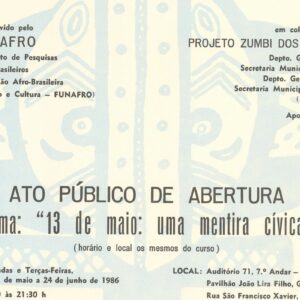 vido pelo
AFRO
to de Pesquisas
sileiros
ão Afro-Brasileira
o e Cultura - FUNAFRO)
em col
PROJETO ZUMBI DOS
Depto. G
Secretaria Munic
Depto. Ge
Secretaria Munic
Apo
ATO PÚBLICO DE ABERTURA
ma: "13 de maio: uma mentira cívica
(horário e local os mesmos do curso)
das e Terças-Feiras,
de maio a 24 de junho de 1986
0 às 21:30 h
LOCAL: Auditório 71, 7.º Andar -
Pavilhão João Lira Filho,
Rua São Francisco Xavier,